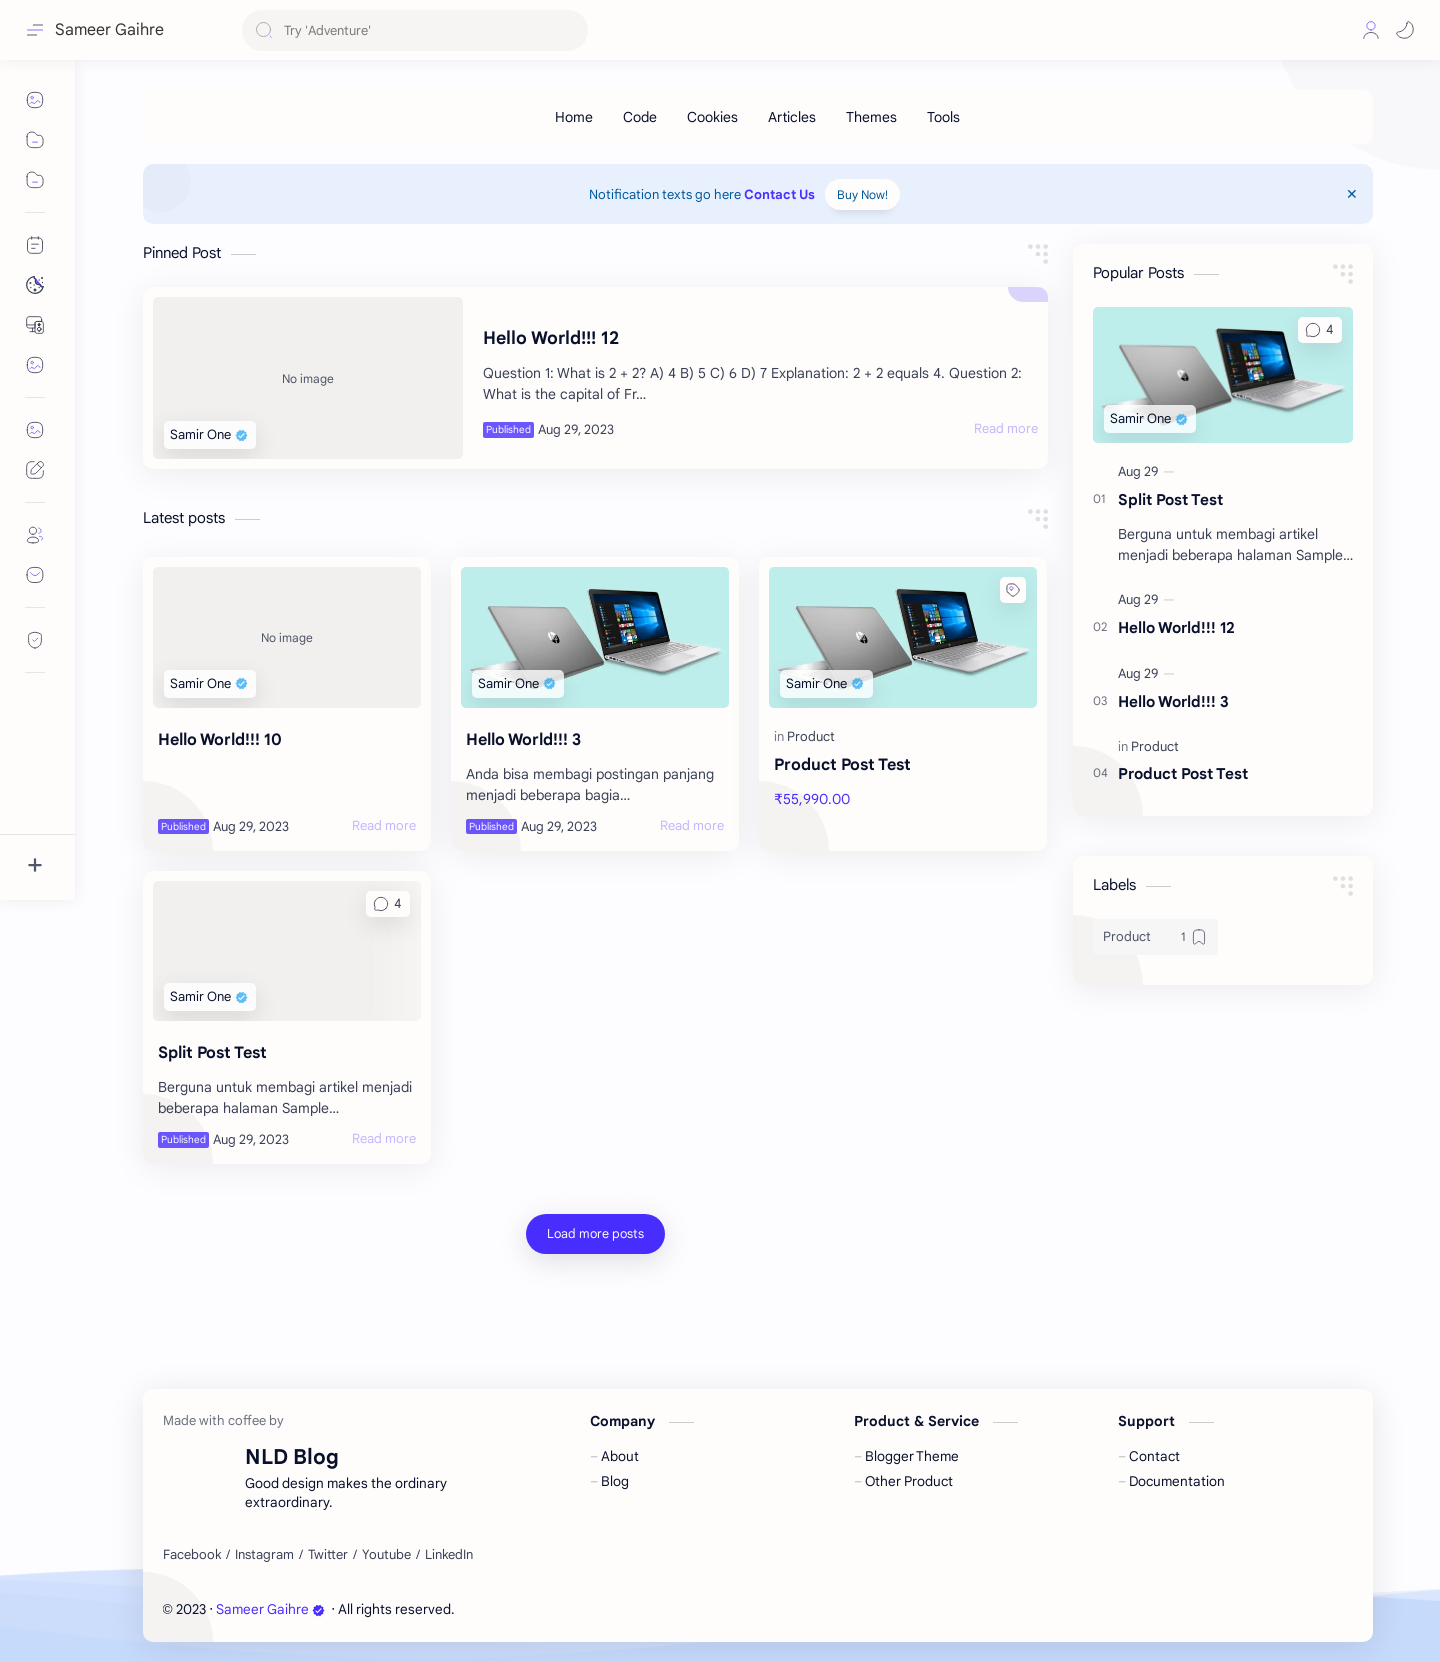 Sameer Gaihre
Try 'Adventure'
Home
Code
Cookies
Articles
Themes
Tools
Notification texts go here Contact Us
Buy Now!
Pinned Post
No image
Samir One
Hello World!!! 12
Question 1: What is 2 + 2? A) 4 B) 5 C) 6 D) 7 Explanation: 2 + 2 equals 4. Question 2:
What is the capital of Fr...
Published Aug 29, 2023
Read more
Latest posts
No image
Samir One
Hello World!!! 10
Published Aug 29, 2023
Read more
Samir One
Hello World!!! 3
Anda bisa membagi postingan panjang
menjadi beberapa bagia...
Published Aug 29, 2023
Read more
Samir One
in Product
Product Post Test
₹55,990.00
4
Samir One
Split Post Test
Berguna untuk membagi artikel menjadi
beberapa halaman Sample...
Published Aug 29, 2023
Read more
Load more posts
Popular Posts
4
Samir One
Aug 29
01
Split Post Test
Berguna untuk membagi artikel
menjadi beberapa halaman Sample...
Aug 29
02
Hello World!!! 12
Aug 29
03
Hello World!!! 3
in Product
04
Product Post Test
Labels
Product
1
Made with coffee by
NLD Blog
Good design makes the ordinary
extraordinary.
Facebook / Instagram / Twitter / Youtube / LinkedIn
Company
– About
– Blog
Product & Service
– Blogger Theme
– Other Product
Support
– Contact
– Documentation
© 2023 · Sameer Gaihre · All rights reserved.